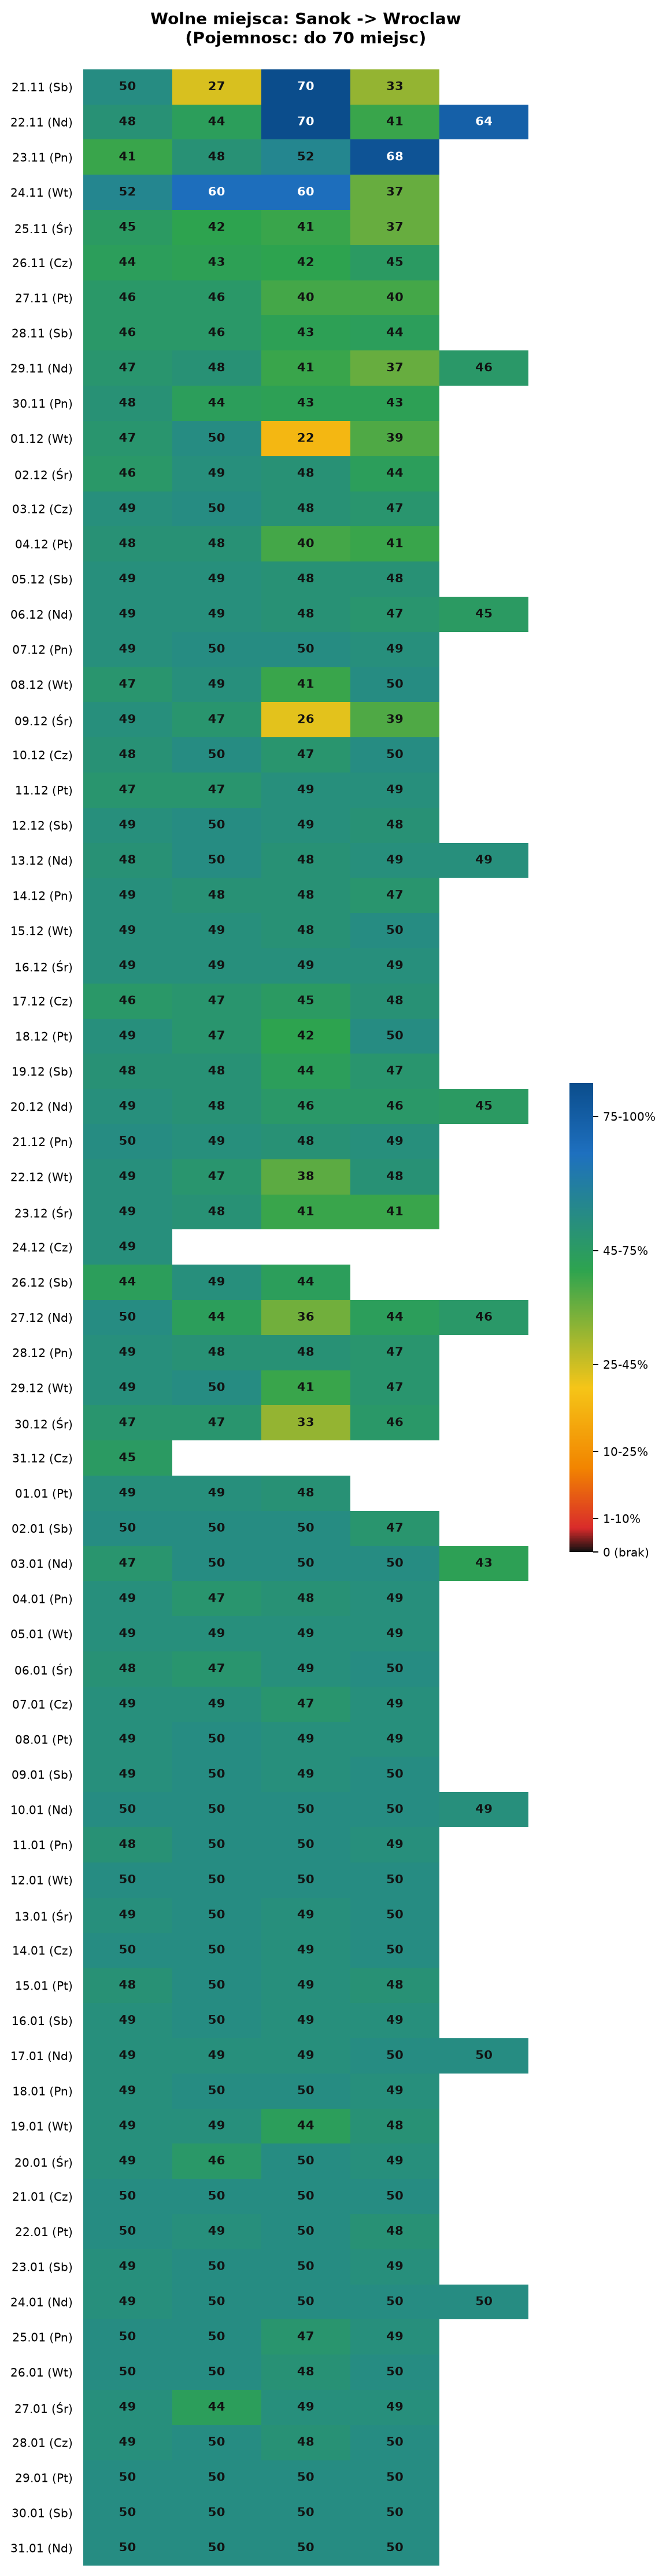 Wolne miejsca: Sanok -> Wroclaw
(Pojemnosc: do 70 miejsc)
21.11 (Sb) 50 27 70 33
22.11 (Nd) 48 44 70 41 64
23.11 (Pn) 41 48 52 68
24.11 (Wt) 52 60 60 37
25.11 (Śr) 45 42 41 37
26.11 (Cz) 44 43 42 45
27.11 (Pt) 46 46 40 40
28.11 (Sb) 46 46 43 44
29.11 (Nd) 47 48 41 37 46
30.11 (Pn) 48 44 43 43
01.12 (Wt) 47 50 22 39
02.12 (Śr) 46 49 48 44
03.12 (Cz) 49 50 48 47
04.12 (Pt) 48 48 40 41
05.12 (Sb) 49 49 48 48
06.12 (Nd) 49 49 48 47 45
07.12 (Pn) 49 50 50 49
08.12 (Wt) 47 49 41 50
09.12 (Śr) 49 47 26 39
10.12 (Cz) 48 50 47 50
11.12 (Pt) 47 47 49 49
12.12 (Sb) 49 50 49 48
13.12 (Nd) 48 50 48 49 49
14.12 (Pn) 49 48 48 47
15.12 (Wt) 49 49 48 50
16.12 (Śr) 49 49 49 49
17.12 (Cz) 46 47 45 48
18.12 (Pt) 49 47 42 50
19.12 (Sb) 48 48 44 47
20.12 (Nd) 49 48 46 46 45
21.12 (Pn) 50 49 48 49
22.12 (Wt) 49 47 38 48
23.12 (Śr) 49 48 41 41
24.12 (Cz) 49
26.12 (Sb) 44 49 44
27.12 (Nd) 50 44 36 44 46
28.12 (Pn) 49 48 48 47
29.12 (Wt) 49 50 41 47
30.12 (Śr) 47 47 33 46
31.12 (Cz) 45
01.01 (Pt) 49 49 48
02.01 (Sb) 50 50 50 47
03.01 (Nd) 47 50 50 50 43
04.01 (Pn) 49 47 48 49
05.01 (Wt) 49 49 49 49
06.01 (Śr) 48 47 49 50
07.01 (Cz) 49 49 47 49
08.01 (Pt) 49 50 49 49
09.01 (Sb) 49 50 49 50
10.01 (Nd) 50 50 50 50 49
11.01 (Pn) 48 50 50 49
12.01 (Wt) 50 50 50 50
13.01 (Śr) 49 50 49 50
14.01 (Cz) 50 50 49 50
15.01 (Pt) 48 50 49 48
16.01 (Sb) 49 50 49 49
17.01 (Nd) 49 49 49 50 50
18.01 (Pn) 49 50 50 49
19.01 (Wt) 49 49 44 48
20.01 (Śr) 49 46 50 49
21.01 (Cz) 50 50 50 50
22.01 (Pt) 50 49 50 48
23.01 (Sb) 49 50 50 49
24.01 (Nd) 49 50 50 50 50
25.01 (Pn) 50 50 47 49
26.01 (Wt) 50 50 48 50
27.01 (Śr) 49 44 49 49
28.01 (Cz) 49 50 48 50
29.01 (Pt) 50 50 50 50
30.01 (Sb) 50 50 50 50
31.01 (Nd) 50 50 50 50
75-100%
45-75%
25-45%
10-25%
1-10%
0 (brak)